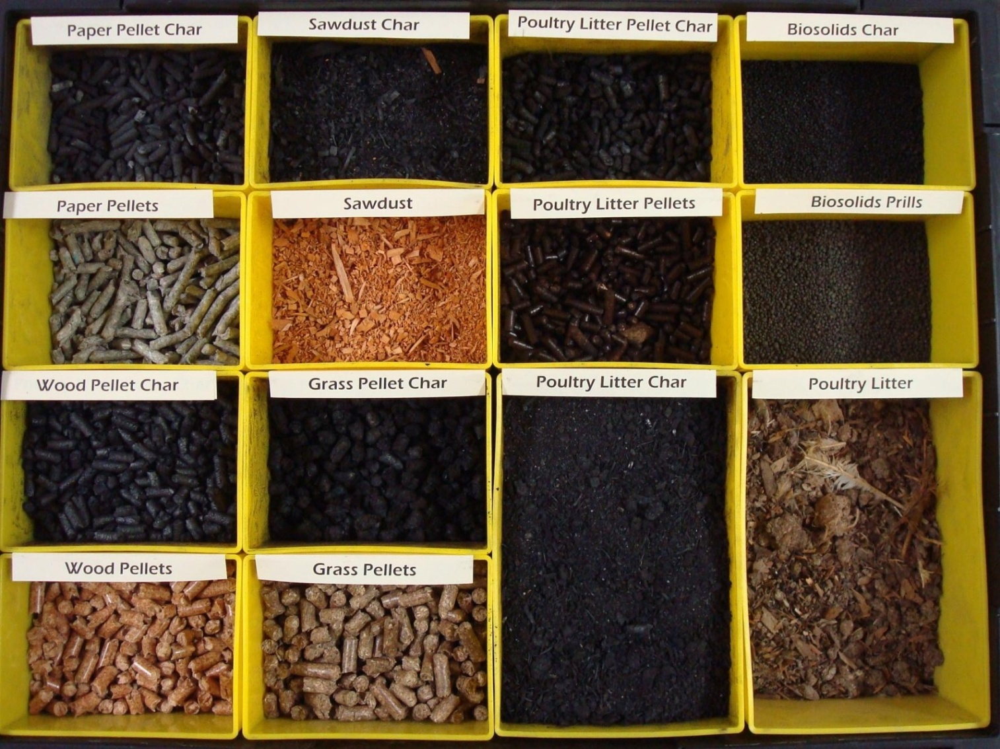 Paper Pellet Char
Sawdust Char
Poultry Litter Pellet Char
Biosolids Char
Paper Pellets
Sawdust
Poultry Litter Pellets
Biosolids Prills
Wood Pellet Char
Grass Pellet Char
Poultry Litter Char
Poultry Litter
Wood Pellets
Grass Pellets